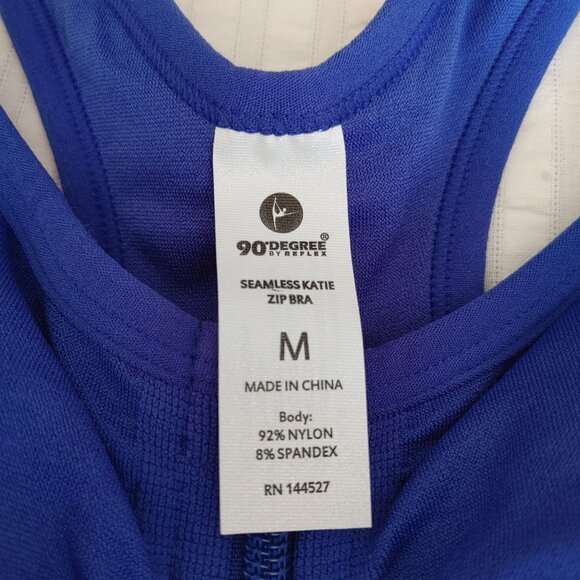 90°DEGREE®
BY REFLEX
SEAMLESS KATIE
ZIP BRA
M
MADE IN CHINA
Body:
92% NYLON
8% SPANDEX
RN 144527